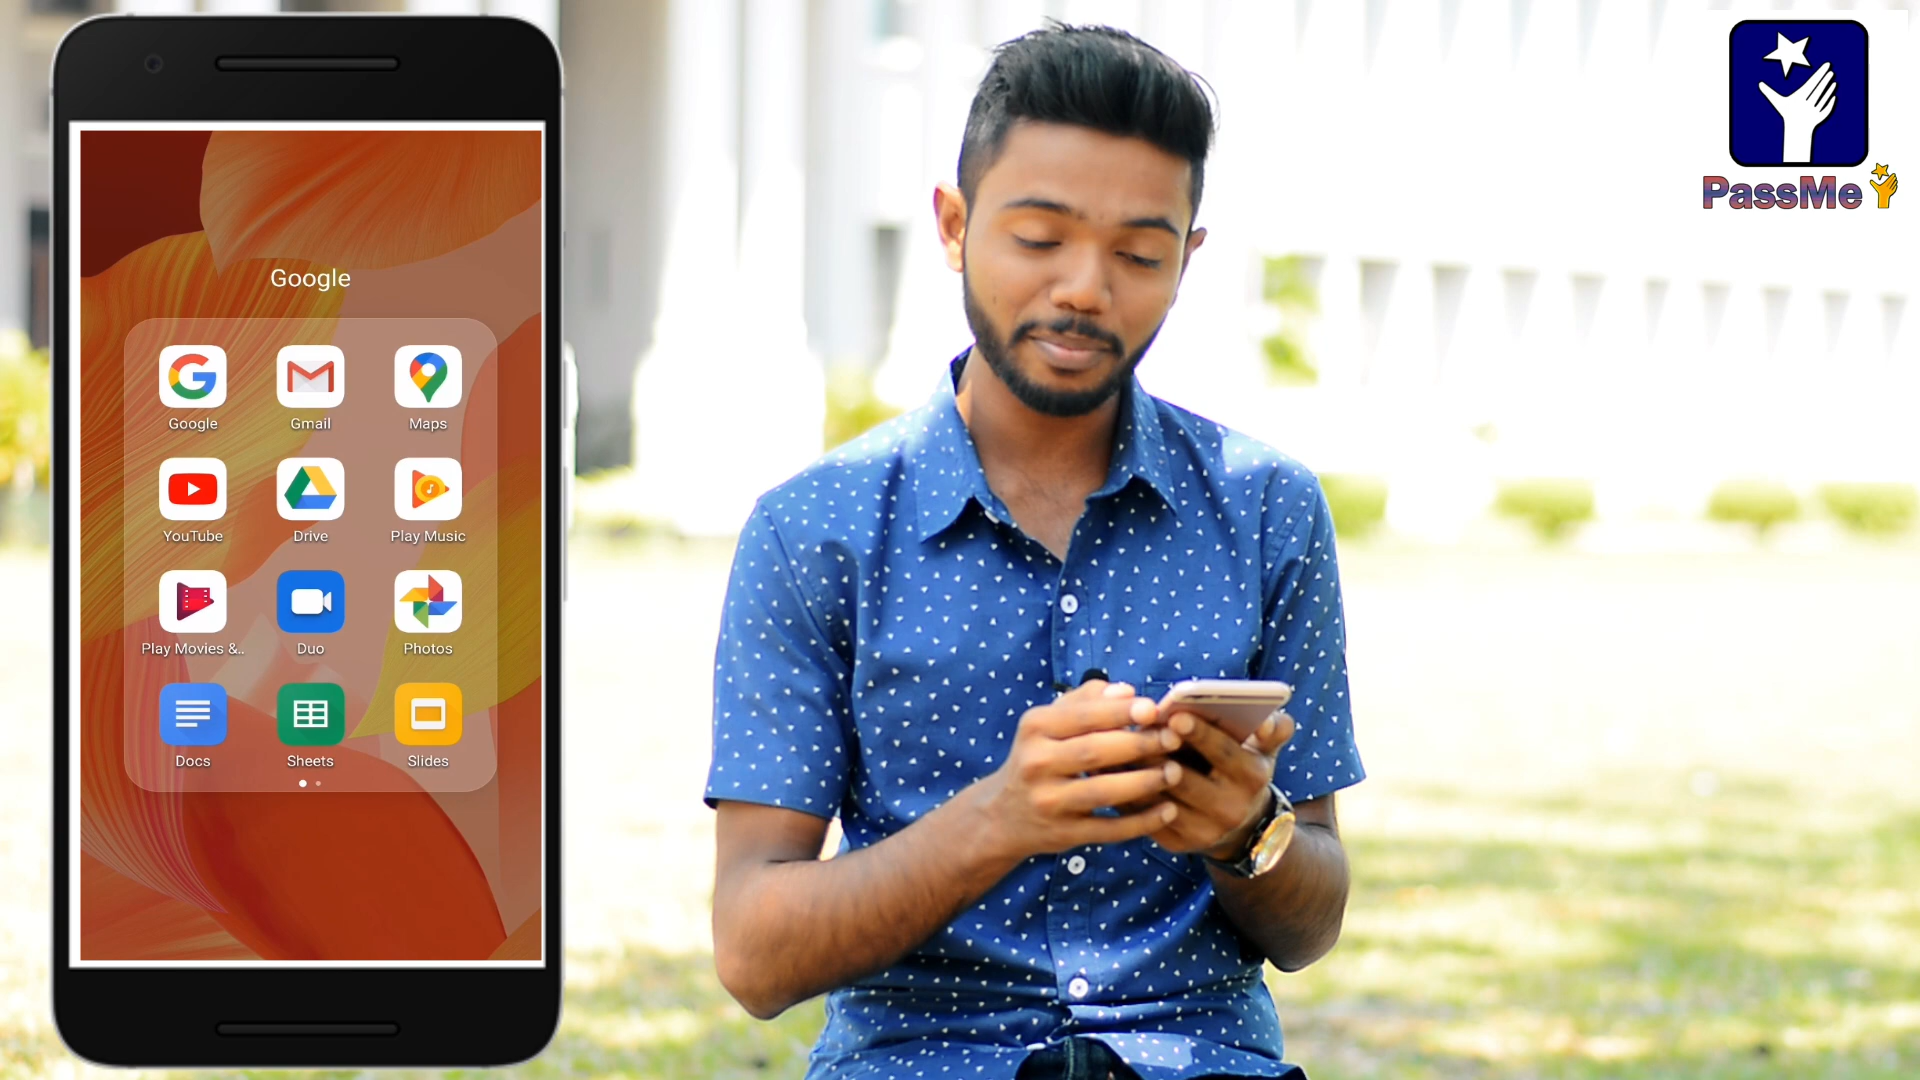 Google
Google Gmail Maps
YouTube Drive Play Music
Play Movies &.. Duo Photos
Docs Sheets Slides
PassMe